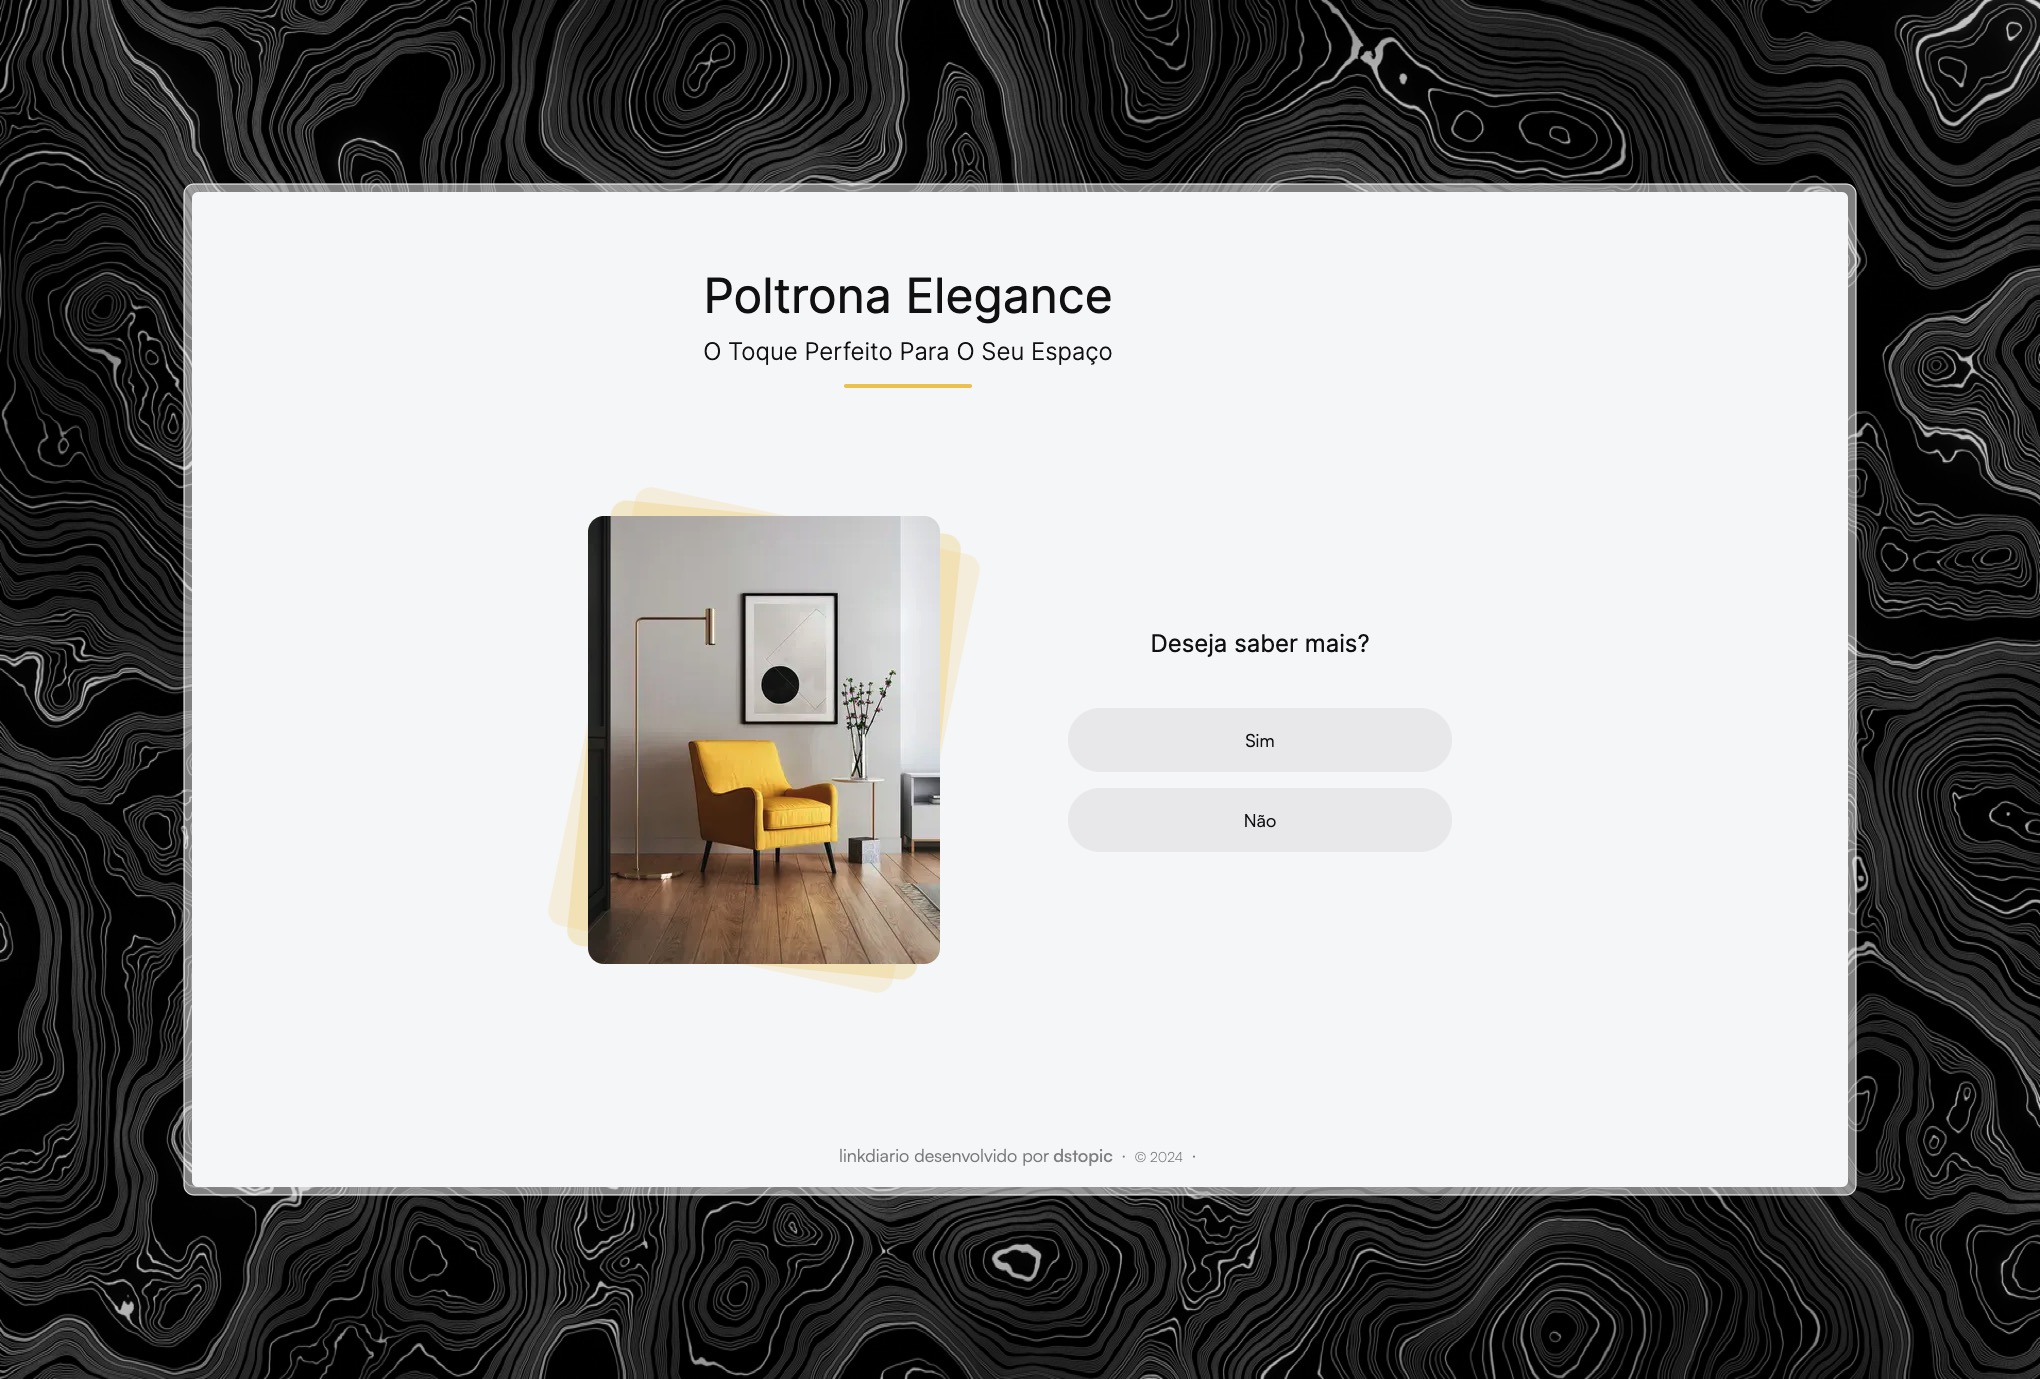 Poltrona Elegance
O Toque Perfeito Para O Seu Espaço
Deseja saber mais?
Sim
Não
linkdiario desenvolvido por dstopic · © 2024 ·